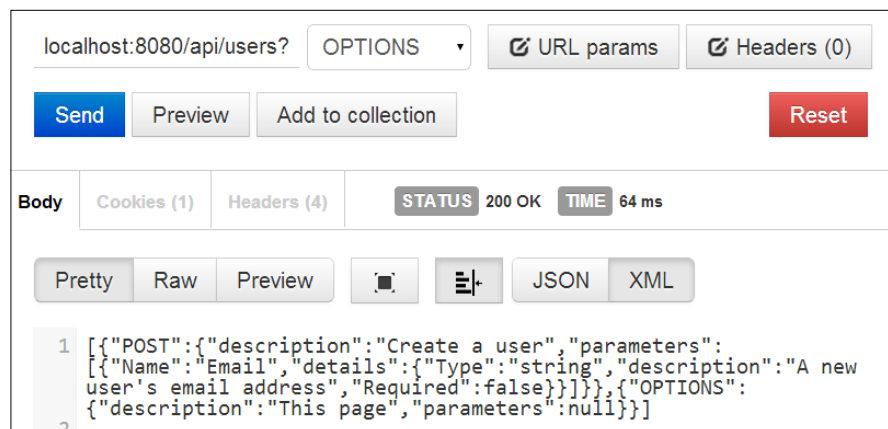 localhost:8080/api/users? OPTIONS URL params Headers (0)
Send Preview Add to collection Reset
Body Cookies (1) Headers (4) STATUS 200 OK TIME 64 ms
Pretty Raw Preview JSON XML
1 [{"POST":{"description":"Create a user","parameters":
[{"Name":"Email","details":{"Type":"string","description":"A new
user's email address","Required":false}}]}},{"OPTIONS":
{"description":"This page","parameters":null}}]
2